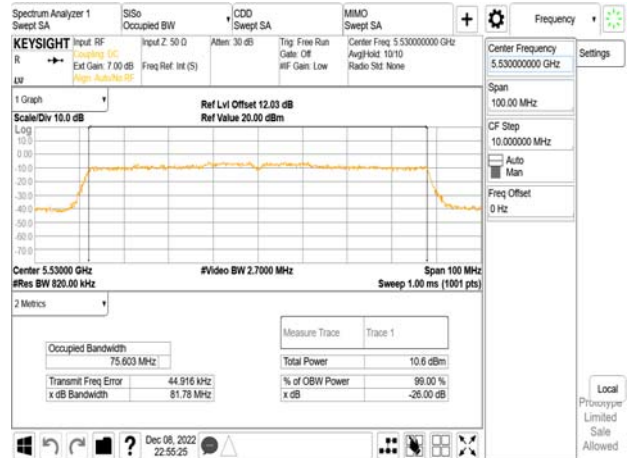 Spectrum Analyzer 1
Swept SA
SiSo
Occupied BW
CDD
Swept SA
MIMO
Swept SA
+
Frequency
Settings
KEYSIGHT
R
LW
Input: RF
Coupling: DC
Ext Gain: 7.00 dB
Align: Auto/No RF
Input Z: 50 Ω
Freq Ref: Int (S)
Atten: 30 dB
Trig: Free Run
Gate: Off
#IF Gain: Low
Center Freq: 5.530000000 GHz
Avg|Hold: 10/10
Radio Std: None
Center Frequency
5.530000000 GHz
Span
100.00 MHz
CF Step
10.000000 MHz
Auto
Man
Freq Offset
0 Hz
1 Graph
Scale/Div 10.0 dB
Ref Lvl Offset 12.03 dB
Ref Value 20.00 dBm
Log
10.0
0.00
-10.0
-20.0
-30.0
-40.0
-50.0
-60.0
-70.0
Center 5.53000 GHz
#Res BW 820.00 kHz
#Video BW 2.7000 MHz
Span 100 MHz
Sweep 1.00 ms (1001 pts)
2 Metrics
Measure Trace
Trace 1
Occupied Bandwidth
75.603 MHz
Total Power
10.6 dBm
Transmit Freq Error
44.916 kHz
% of OBW Power
99.00 %
x dB Bandwidth
81.78 MHz
x dB
-26.00 dB
Local
Prototype
Limited
Sale
Allowed
?
Dec 08, 2022
22:55:25